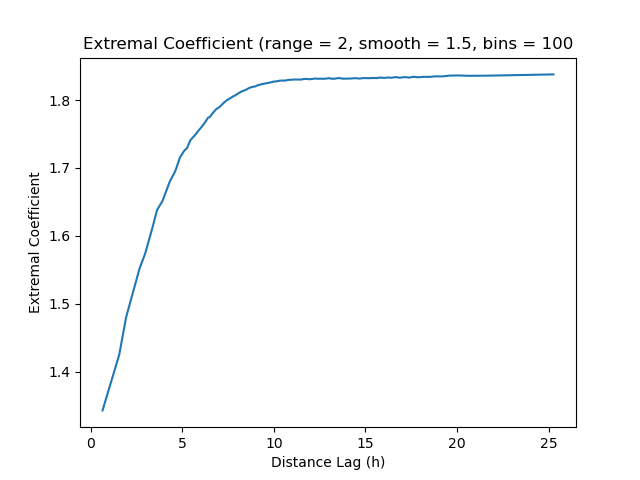 Extremal Coefficient (range = 2, smooth = 1.5, bins = 100
1.8
1.7
1.6
1.5
1.4
Extremal Coefficient
0 5 10 15 20 25
Distance Lag (h)